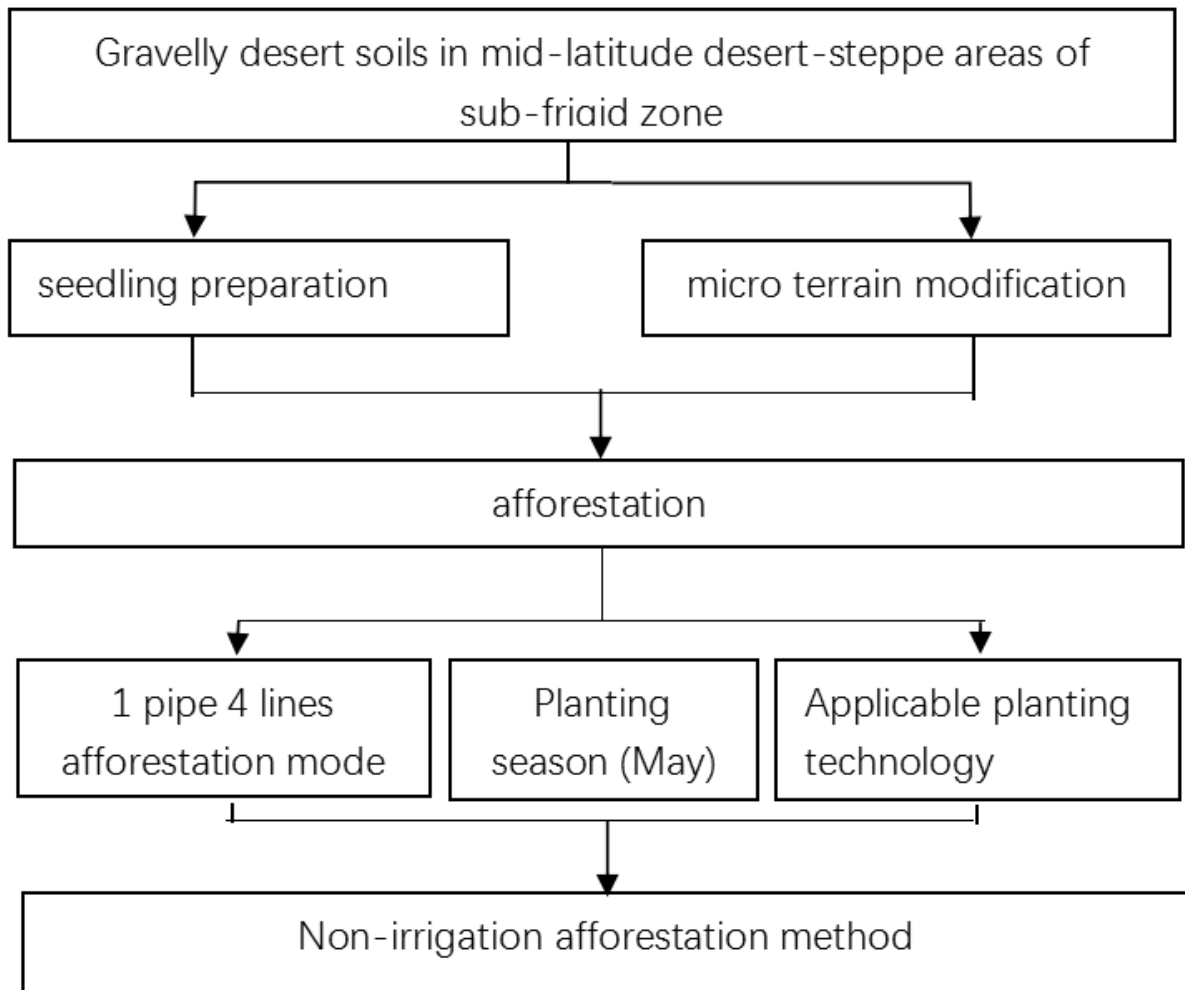 Gravelly desert soils in mid-latitude desert-steppe areas of
sub-frigid zone
seedling preparation
micro terrain modification
afforestation
1 pipe 4 lines
afforestation mode
Planting
season (May)
Applicable planting
technology
Non-irrigation afforestation method